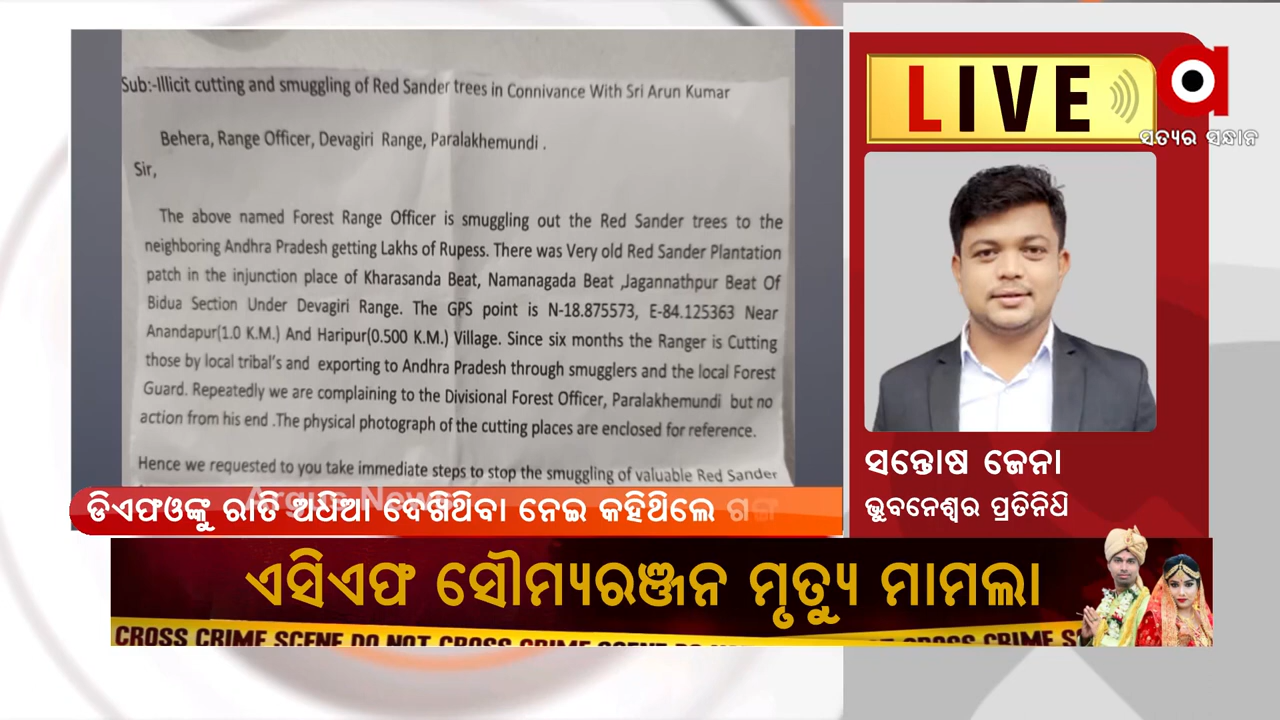 Sub:-Illicit cutting and smuggling of Red Sander trees in Connivance With Sri Arun Kumar
Behera, Range Officer, Devagiri Range, Paralakhemundi .
Sir,
The above named Forest Range Officer is smuggling out the Red Sander trees to the
neighboring Andhra Pradesh getting Lakhs of Rupess. There was Very old Red Sander Plantation
patch in the injunction place of Kharasanda Beat, Namanagada Beat ,Jagannathpur Beat Of
Bidua Section Under Devagiri Range. The GPS point is N-18.875573, E-84.125363 Near
Anandapur(1.0 K.M.) And Haripur(0.500 K.M.) Village. Since six months the Ranger is Cutting
those by local tribal's and exporting to Andhra Pradesh through smugglers and the local Forest
Guard. Repeatedly we are complaining to the Divisional Forest Officer, Paralakhemundi but no
action from his end .The physical photograph of the cutting places are enclosed for reference.
Hence we requested to you take immediate steps to stop the smuggling of valuable Red Sander
Argus News
ଡିଏଫଓଙ୍କୁ ରାତି ଅଧିଆ ଦେଖିଥିବା ନେଇ କହିଥିଲେ
LIVE
a
ସତ୍ୟର ସନ୍ଧାନ
ସନ୍ତୋଷ ଜେନା
ଭୁବନେଶ୍ୱର ପ୍ରତିନିଧି
ଏସିଏଫ ସୌମ୍ୟରଞ୍ଜନ ମୃତ୍ୟୁ ମାମଲା
CROSS CRIME SCENE DO NOT CROSS CRIME SCENE